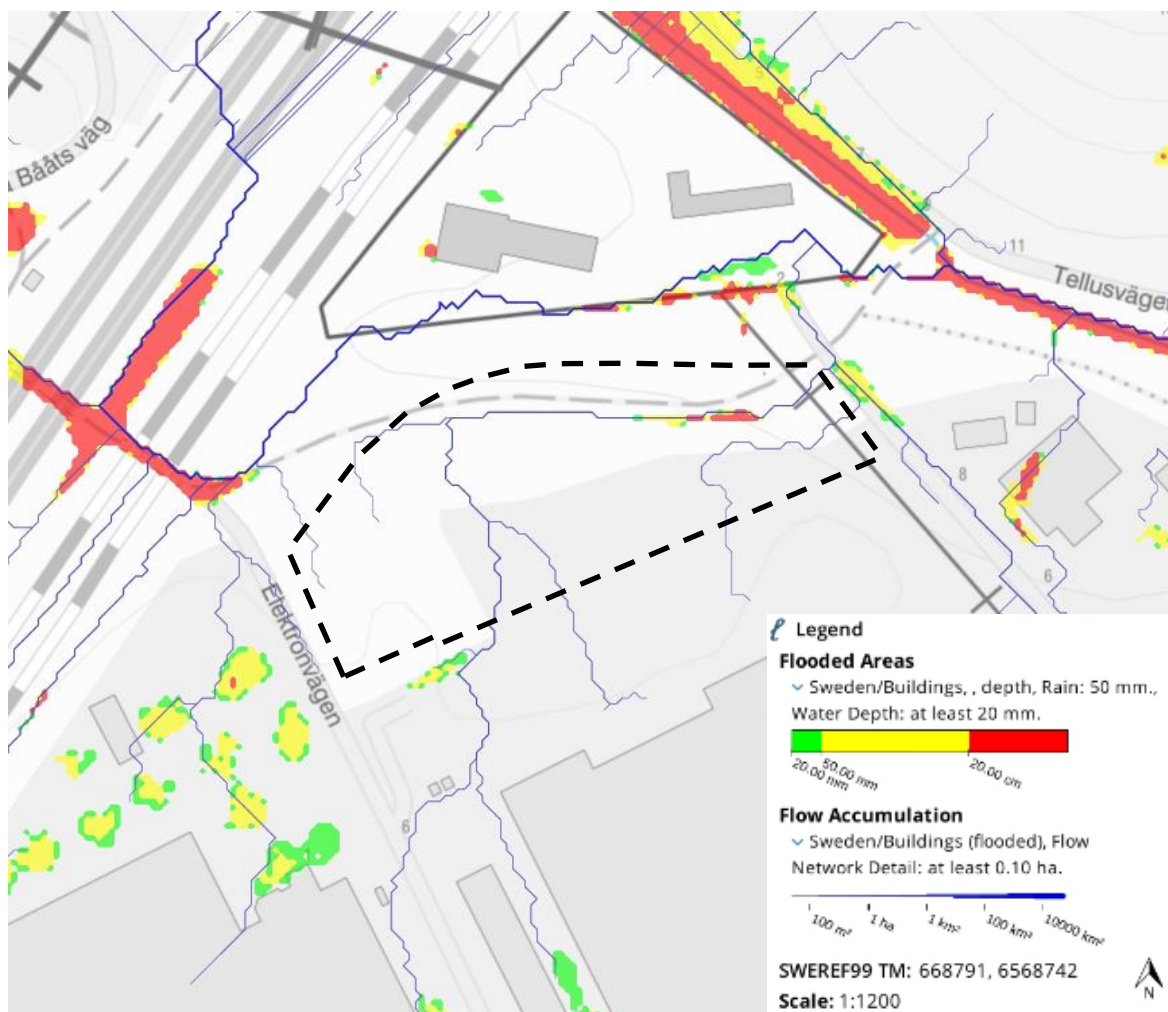 5
Bååts väg
11
Tellusväge
2
8
6
Elektronvägen
6
Legend
Flooded Areas
Sweden/Buildings, , depth, Rain: 50 mm.,
Water Depth: at least 20 mm.
20.00 mm
50.00 mm
20.00 cm
Flow Accumulation
Sweden/Buildings (flooded), Flow
Network Detail: at least 0.10 ha.
100 m²
1 ha
1 km²
100 km²
10000 km²
SWEREF99 TM: 668791, 6568742
Scale: 1:1200
N